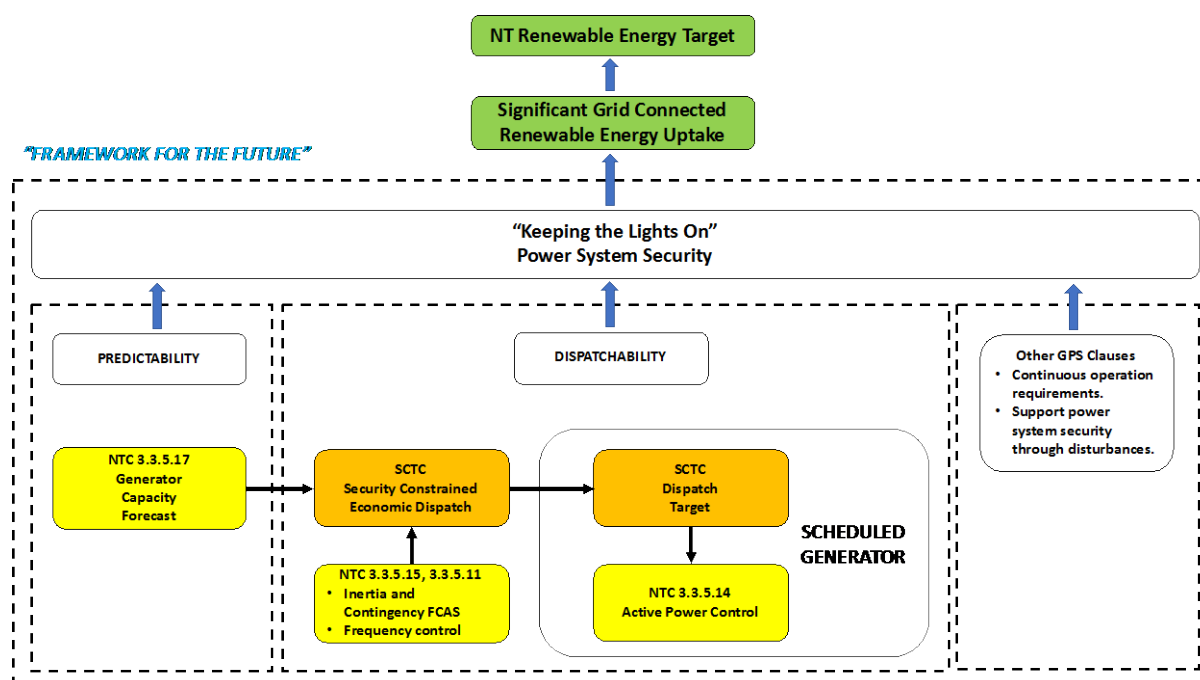 NT Renewable Energy Target
Significant Grid Connected
Renewable Energy Uptake
"FRAMEWORK FOR THE FUTURE"
“Keeping the Lights On”
Power System Security
PREDICTABILITY
DISPATCHABILITY
Other GPS Clauses
• Continuous operation
requirements.
• Support power
system security
through disturbances.
NTC 3.3.5.17
Generator
Capacity
Forecast
SCTC
Security Constrained
Economic Dispatch
SCTC
Dispatch
Target
SCHEDULED
GENERATOR
NTC 3.3.5.15, 3.3.5.11
• Inertia and
Contingency FCAS
• Frequency control
NTC 3.3.5.14
Active Power Control